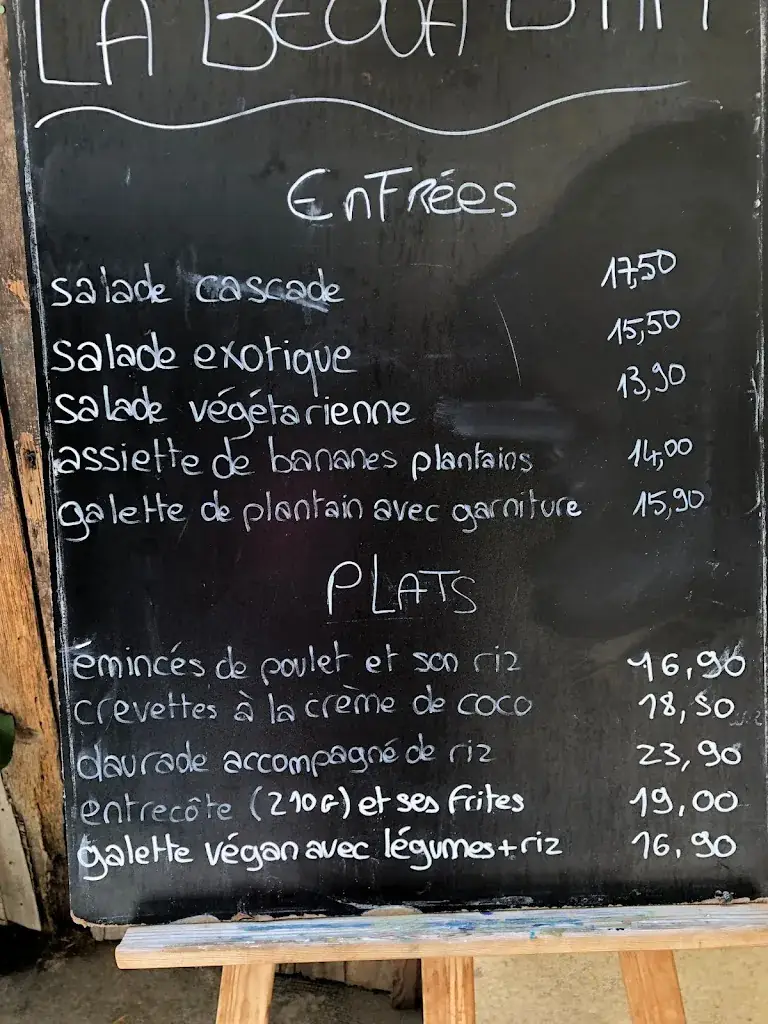 LA
Entrées
salade cascade 17,50
salade exotique 15,50
salade végétarienne 13,90
assiette de bananes plantains 14,00
galette de plantain avec garniture 15,90
PLATS
émincés de poulet et son riz 16,90
crevettes à la crème de coco 18,50
daurade accompagné de riz 23,90
entrecôte (210G) et ses frites 19,00
galette végan avec légumes+riz 16,90